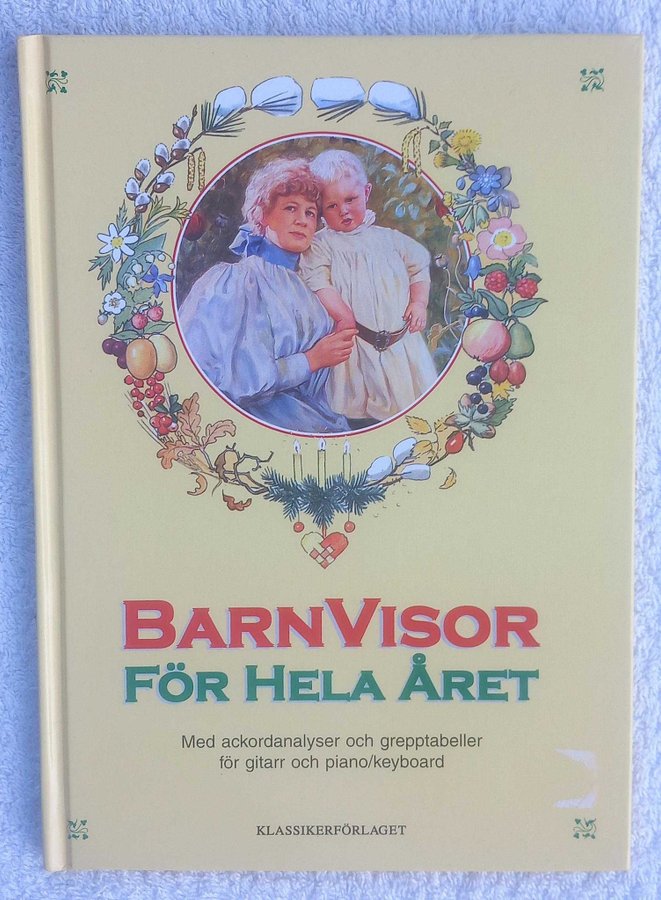 BARNVISOR
FÖR HELA ÅRET
Med ackordanalyser och grepptabeller
för gitarr och piano/keyboard
KLASSIKERFÖRLAGET